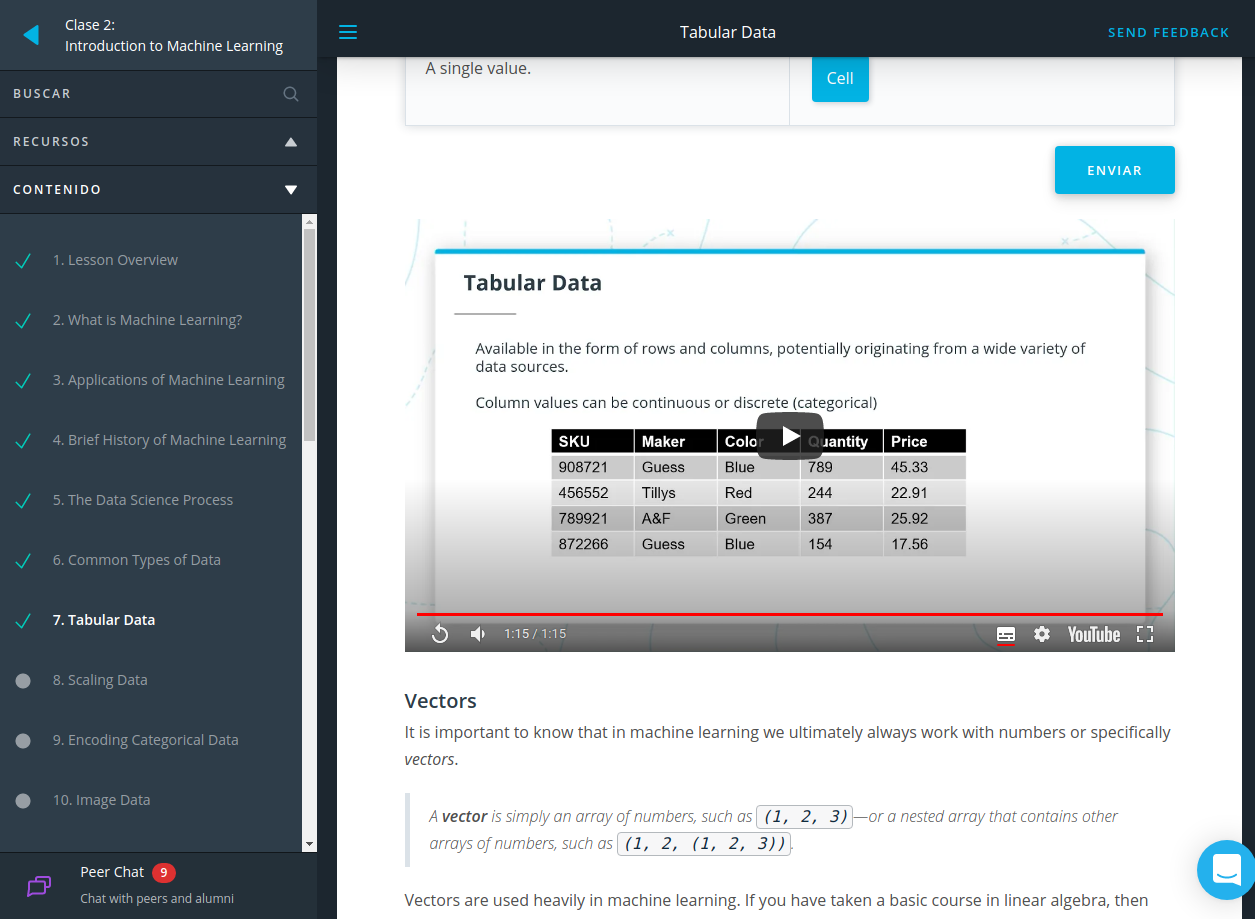 Clase 2:
Introduction to Machine Learning
BUSCAR
RECURSOS
CONTENIDO
1. Lesson Overview
2. What is Machine Learning?
3. Applications of Machine Learning
4. Brief History of Machine Learning
5. The Data Science Process
6. Common Types of Data
7. Tabular Data
8. Scaling Data
9. Encoding Categorical Data
10. Image Data
Peer Chat 9
Chat with peers and alumni
Tabular Data
SEND FEEDBACK
A single value.
Cell
ENVIAR
Tabular Data
Available in the form of rows and columns, potentially originating from a wide variety of
data sources.
Column values can be continuous or discrete (categorical)
SKU Maker Color Quantity Price
908721 Guess Blue 789 45.33
456552 Tillys Red 244 22.91
789921 A&F Green 387 25.92
872266 Guess Blue 154 17.56
1:15 / 1:15
YouTube
Vectors
It is important to know that in machine learning we ultimately always work with numbers or specifically
vectors.
A vector is simply an array of numbers, such as (1, 2, 3)—or a nested array that contains other
arrays of numbers, such as (1, 2, (1, 2, 3)).
Vectors are used heavily in machine learning. If you have taken a basic course in linear algebra, then